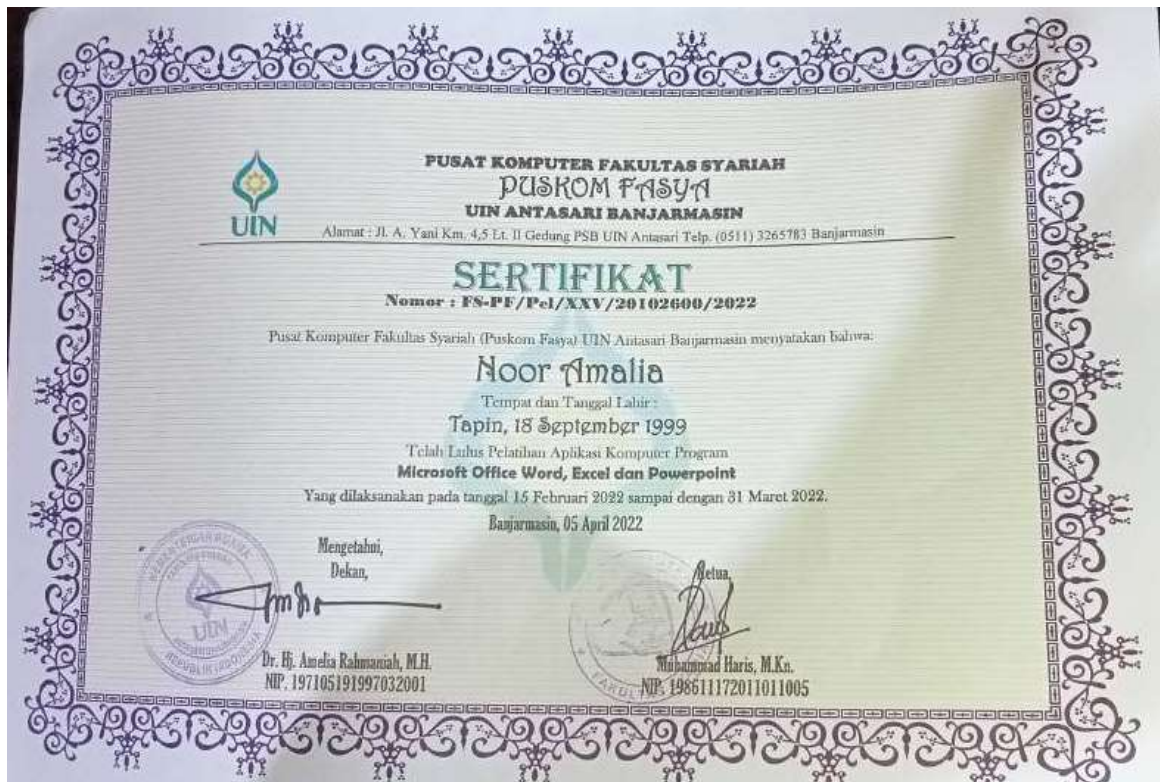 PUSAT KOMPUTER FAKULTAS SYARIAH
PUSKOM FASYA
UIN ANTASARI BANJARMASIN
Alamat : Jl. A. Yani Km. 4,5 Lt. II Gedung PSB UIN Antasari Telp. (0511) 3265783 Banjarmasin
UIN
SERTIFIKAT
Nomor : FS-PF/Pel/XXV/20102600/2022
Pusat Komputer Fakultas Syariah (Puskom Fasya) UIN Antasari Banjarmasin menyatakan bahwa:
Noor Amalia
Tempat dan Tanggal Lahir :
Tapin, 18 September 1999
Telah Lulus Pelatihan Aplikasi Komputer Program
Microsoft Office Word, Excel dan Powerpoint
Yang dilaksanakan pada tanggal 15 Februari 2022 sampai dengan 31 Maret 2022.
Banjarmasin, 05 April 2022
Mengetahui,
Dekan,
Ketua,
UIN
REPUBLIK INDONESIA
Dr. Hj. Amelia Rahmaniah, M.H.
NIP. 197105191997032001
Muhammad Haris, M.Kn.
NIP. 198611172011011005